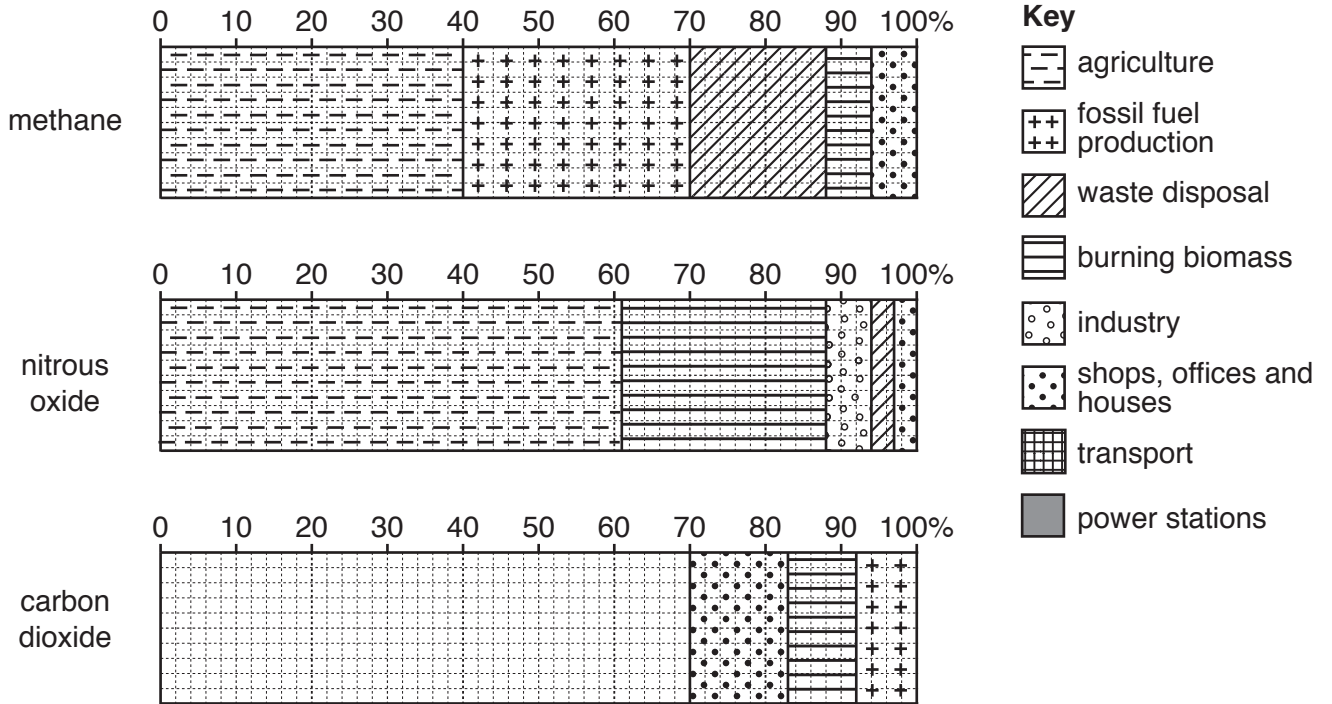 0 10 20 30 40 50 60 70 80 90 100%
methane
0 10 20 30 40 50 60 70 80 90 100%
nitrous
oxide
0 10 20 30 40 50 60 70 80 90 100%
carbon
dioxide
Key
agriculture
fossil fuel
production
waste disposal
burning biomass
industry
shops, offices and
houses
transport
power stations